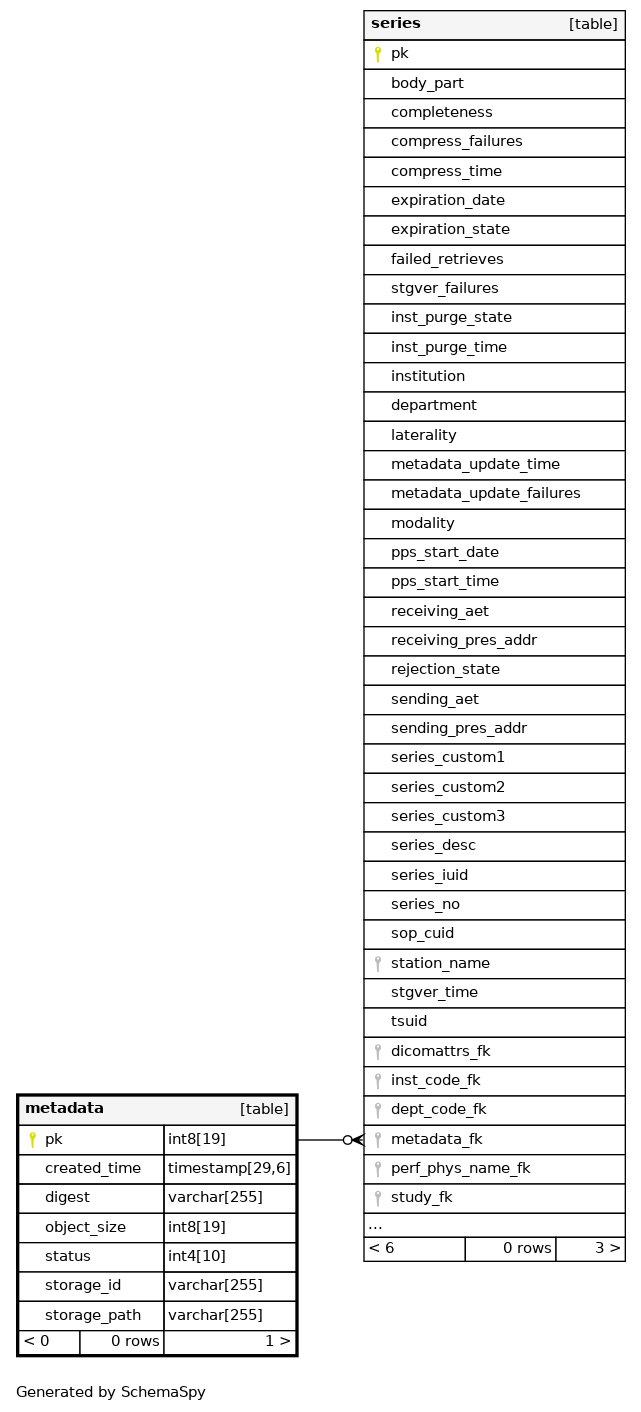 series [table]
pk
body_part
completeness
compress_failures
compress_time
expiration_date
expiration_state
failed_retrieves
stgver_failures
inst_purge_state
inst_purge_time
institution
department
laterality
metadata_update_time
metadata_update_failures
modality
pps_start_date
pps_start_time
receiving_aet
receiving_pres_addr
rejection_state
sending_aet
sending_pres_addr
series_custom1
series_custom2
series_custom3
series_desc
series_iuid
series_no
sop_cuid
station_name
stgver_time
tsuid
dicomattrs_fk
inst_code_fk
dept_code_fk
metadata_fk
perf_phys_name_fk
study_fk
...
< 6 0 rows 3 >
metadata [table]
pk int8[19]
created_time timestamp[29,6]
digest varchar[255]
object_size int8[19]
status int4[10]
storage_id varchar[255]
storage_path varchar[255]
< 0 0 rows 1 >
Generated by SchemaSpy